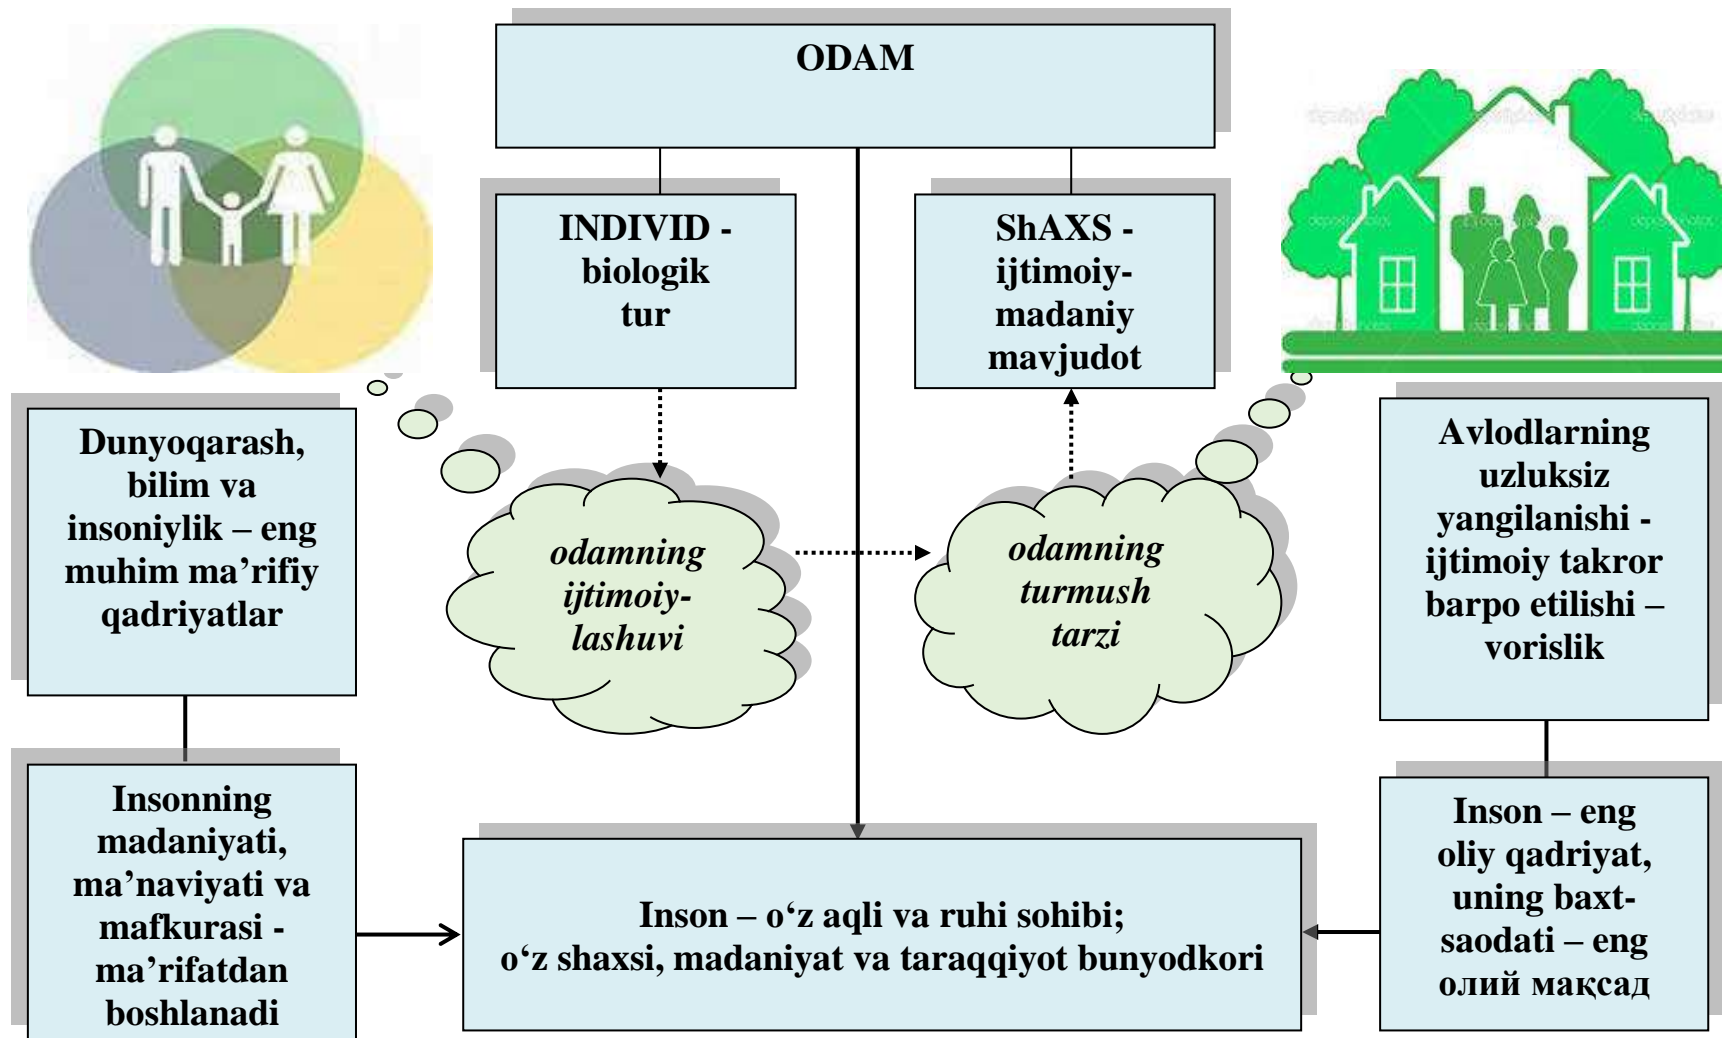 ODAM
INDIVID -
biologik
tur
ShAXS -
ijtimoiy-
madaniy
mavjudot
Dunyoqarash,
bilim va
insoniylik – eng
muhim ma’rifiy
qadriyatlar
odamning
ijtimoiy-
lashuvi
odamning
turmush
tarzi
Avlodlarning
uzluksiz
yangilanishi -
ijtimoiy takror
barpo etilishi –
vorislik
Insonning
madaniyati,
ma’naviyati va
mafkurasi -
ma’rifatdan
boshlanadi
Inson – o‘z aqli va ruhi sohibi;
o‘z shaxsi, madaniyat va taraqqiyot bunyodkori
Inson – eng
oliy qadriyat,
uning baxt-
saodati – eng
олий мақсад